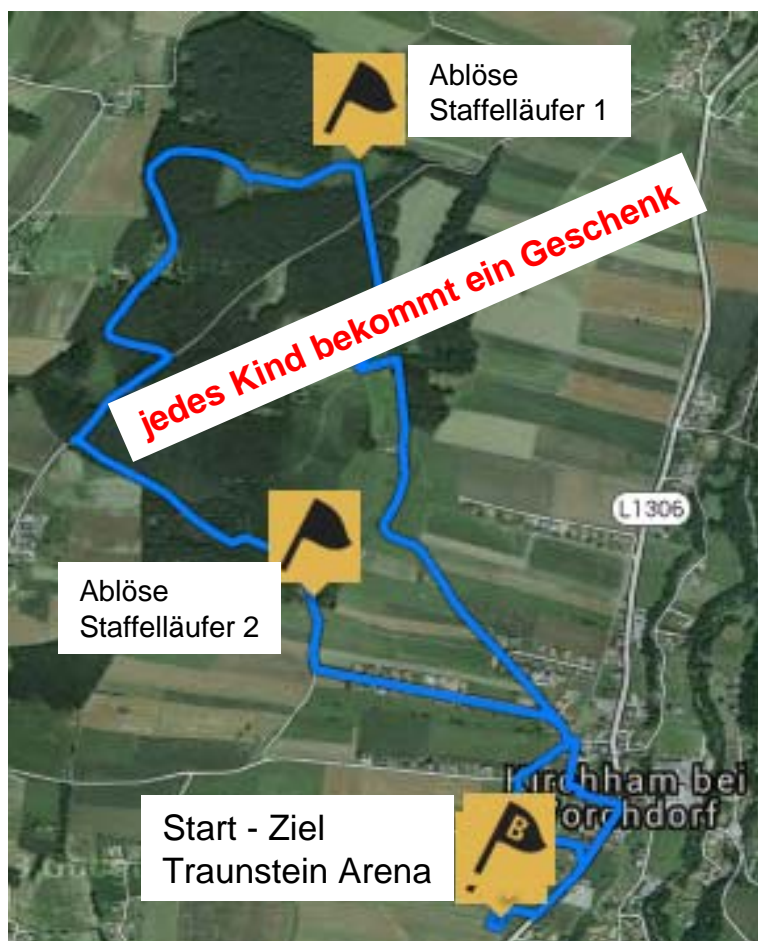 Ablöse
Staffelläufer 1
jedes Kind bekommt ein Geschenk
L1306
Ablöse
Staffelläufer 2
Kirchham bei
Vorchdorf
Start - Ziel
Traunstein Arena
B